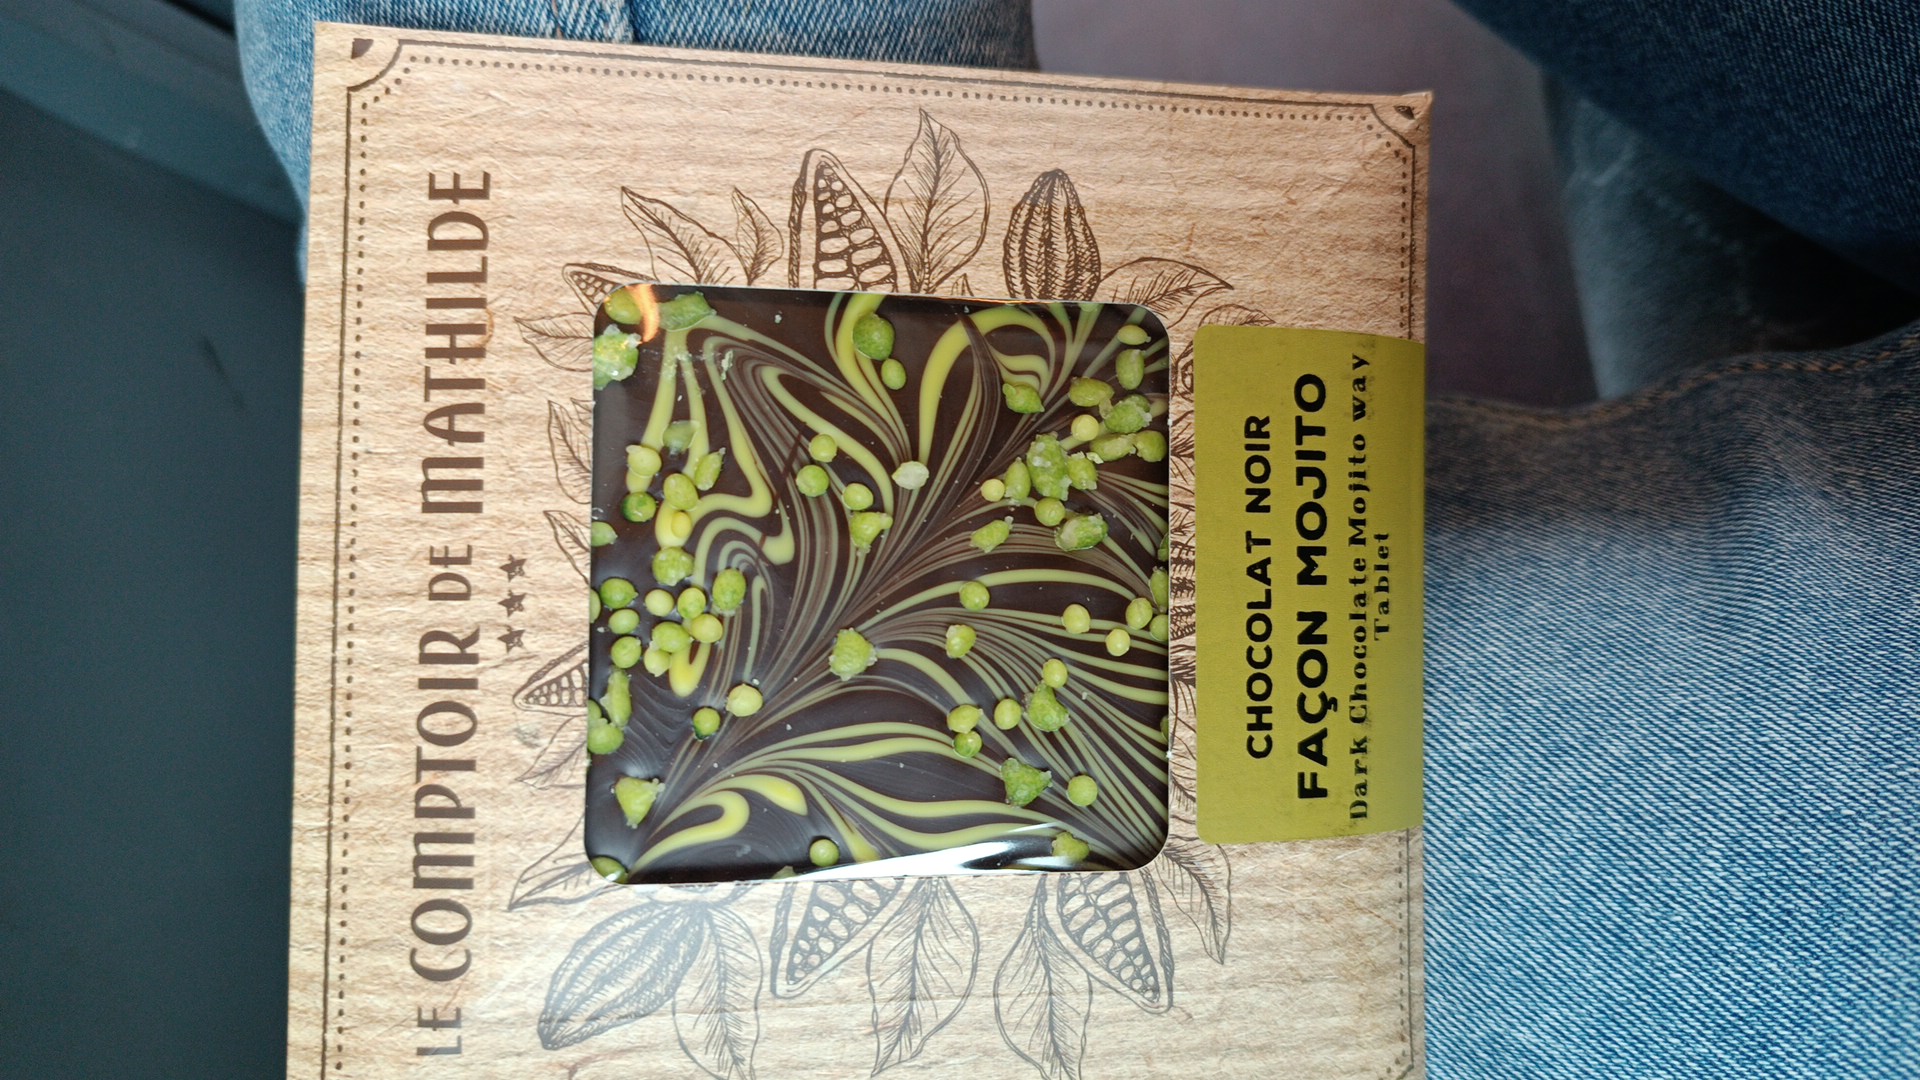 LE COMPTOIR DE MATHILDE
CHOCOLAT NOIR
FAÇON MOJITO
Dark Chocolate Mojito way
Tablet